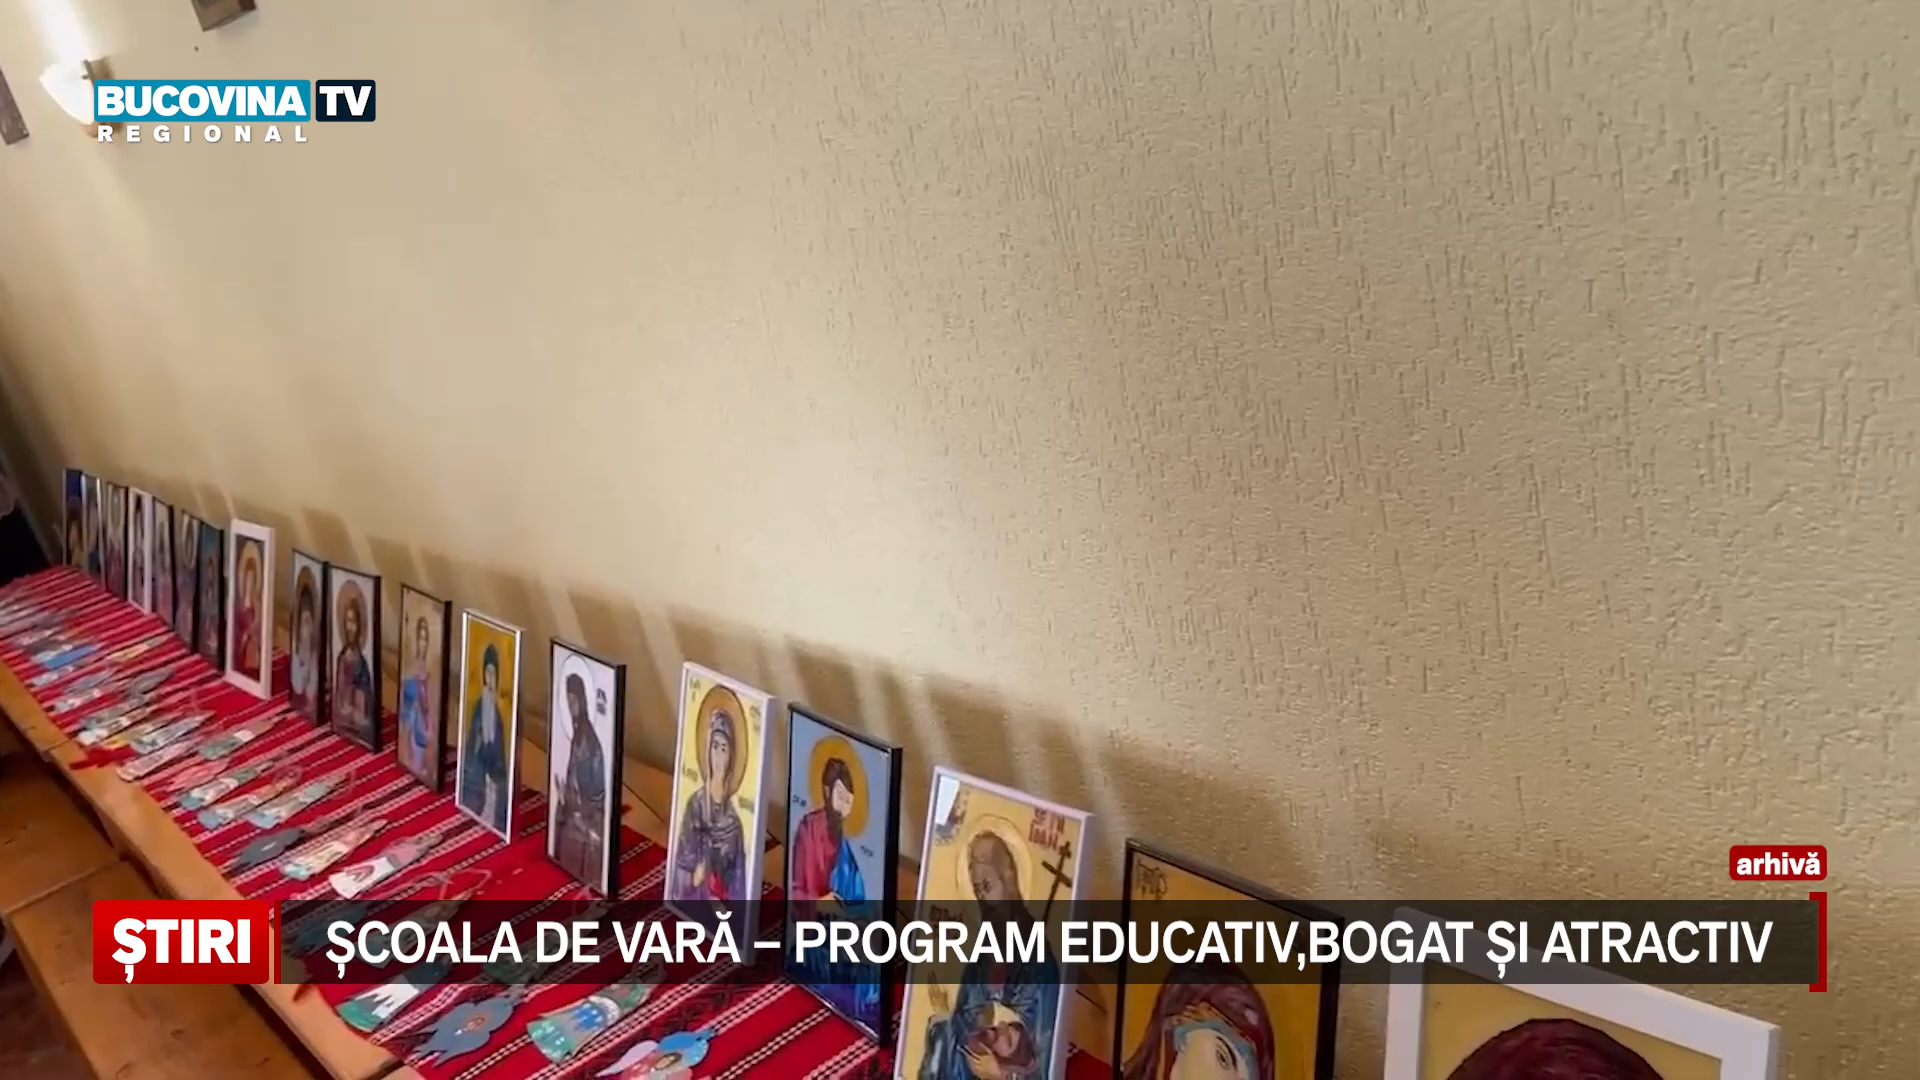 BUCOVINA TV
REGIONAL
arhivă
ȘTIRI
ȘCOALA DE VARĂ – PROGRAM EDUCATIV,BOGAT ȘI ATRACTIV